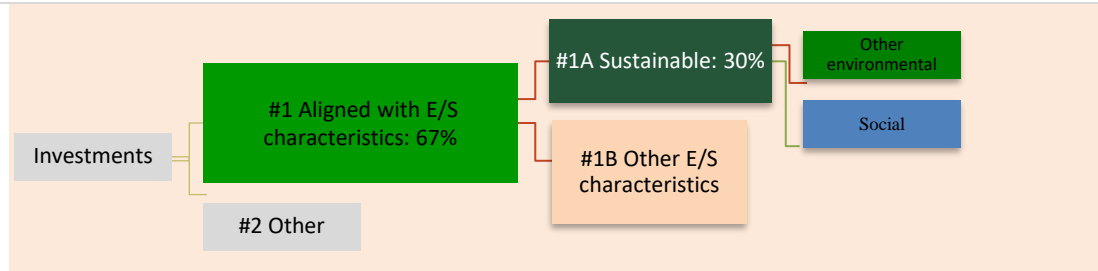 Investments
#1 Aligned with E/S
characteristics: 67%
#2 Other
#1A Sustainable: 30%
#1B Other E/S
characteristics
Other
environmental
Social